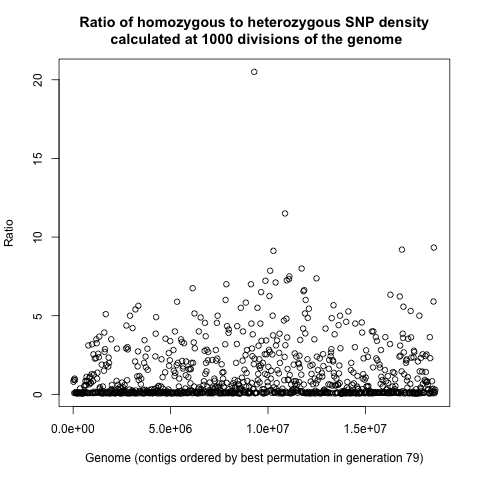 Ratio of homozygous to heterozygous SNP density
calculated at 1000 divisions of the genome
20
15
10
5
0
Ratio
0.0e+00 5.0e+06 1.0e+07 1.5e+07
Genome (contigs ordered by best permutation in generation 79)